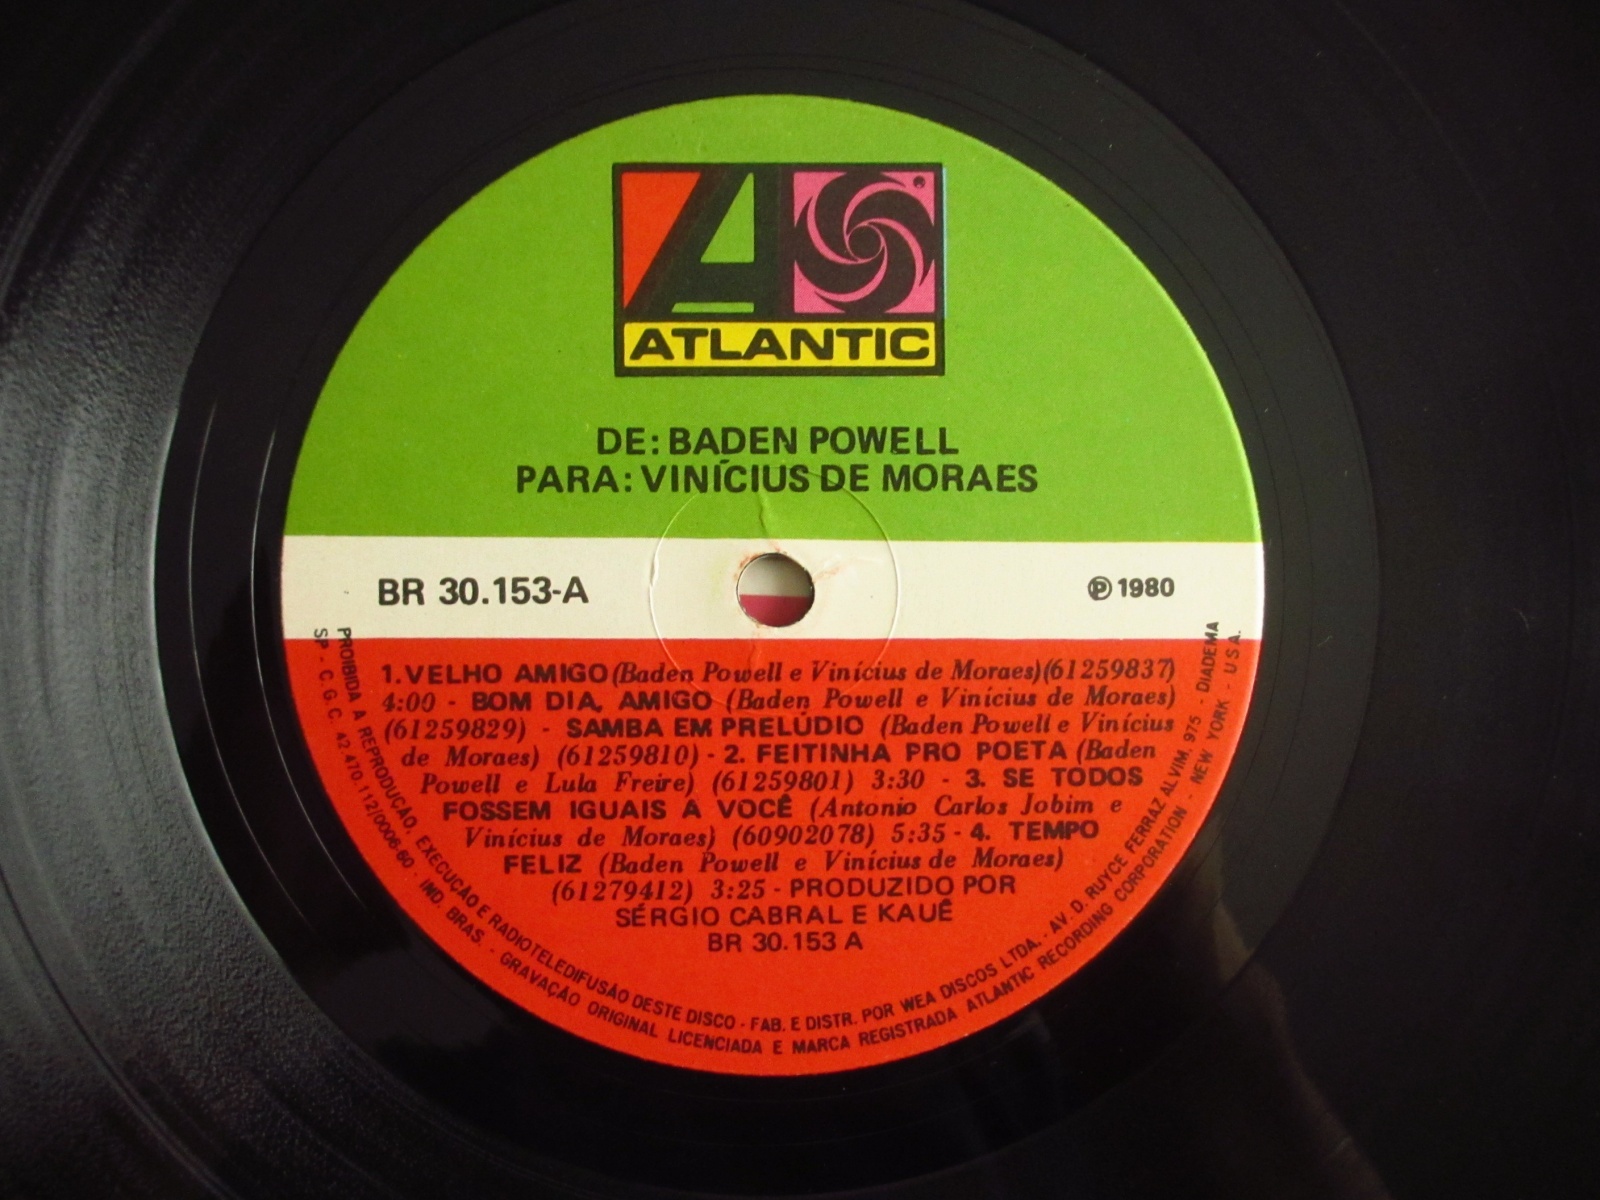 ATLANTIC
DE: BADEN POWELL
PARA: VINÍCIUS DE MORAES
BR 30.153-A
℗ 1980
1. VELHO AMIGO (Baden Powell e Vinícius de Moraes)(61259837)
4:00 - BOM DIA, AMIGO (Baden Powell e Vinícius de Moraes)
(61259829) - SAMBA EM PRELÚDIO (Baden Powell e Vinícius
de Moraes) (61259810) - 2. FEITINHA PRO POETA (Baden
Powell e Lula Freire) (61259801) 3:30 - 3. SE TODOS
FOSSEM IGUAIS A VOCÊ (Antonio Carlos Jobim e
Vinícius de Moraes) (60902078) 5:35 - 4. TEMPO
FELIZ (Baden Powell e Vinícius de Moraes)
(61279412) 3:25 - PRODUZIDO POR
SÉRGIO CABRAL E KAUÊ
BR 30.153 A
PROIBIDA A REPRODUÇÃO, EXECUÇÃO E RADIOTELEDIFUSÃO DESTE DISCO - FAB. E DISTR. POR WEA DISCOS LTDA. - AV. D. RUYCE FERRAZ ALVIM, 975 - DIADEMA
SP - C.G.C. 42.470.112/0006-60 - IND. BRAS. - GRAVAÇÃO ORIGINAL LICENCIADA E MARCA REGISTRADA ATLANTIC RECORDING CORPORATION - NEW YORK - U.S.A.